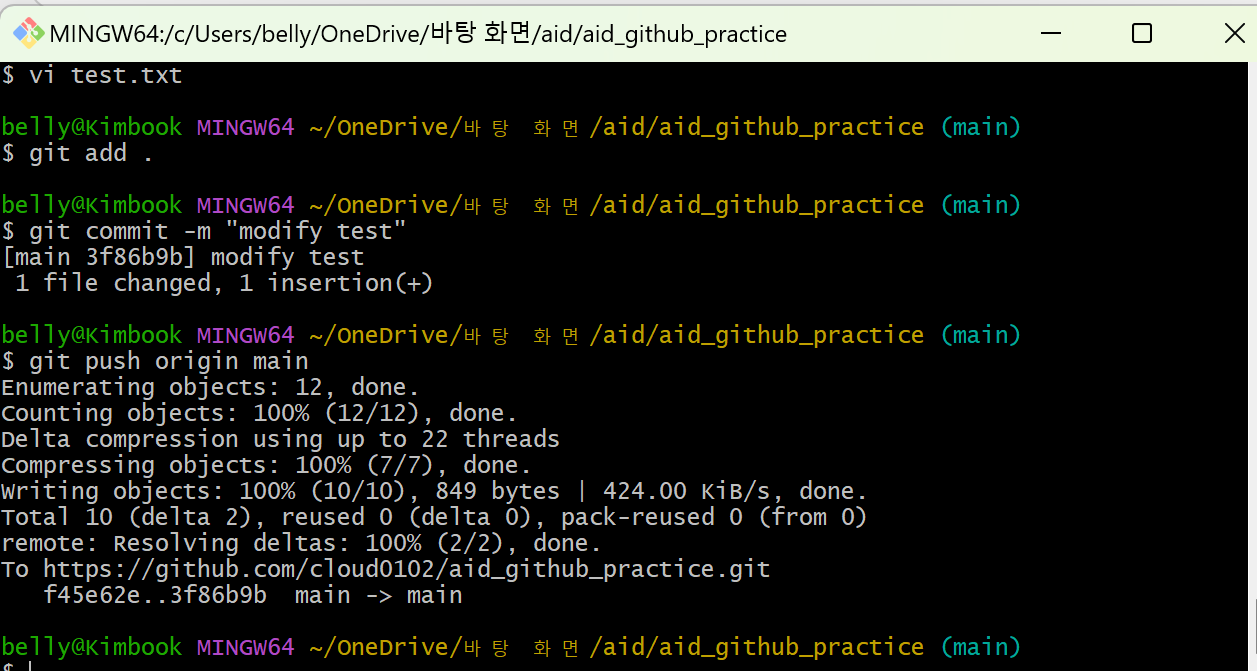 MINGW64:/c/Users/belly/OneDrive/바탕 화면/aid/aid_github_practice
$ vi test.txt
belly@Kimbook MINGW64 ~/OneDrive/바탕 화면/aid/aid_github_practice (main)
$ git add .
belly@Kimbook MINGW64 ~/OneDrive/바탕 화면/aid/aid_github_practice (main)
$ git commit -m "modify test"
[main 3f86b9b] modify test
 1 file changed, 1 insertion(+)
belly@Kimbook MINGW64 ~/OneDrive/바탕 화면/aid/aid_github_practice (main)
$ git push origin main
Enumerating objects: 12, done.
Counting objects: 100% (12/12), done.
Delta compression using up to 22 threads
Compressing objects: 100% (7/7), done.
Writing objects: 100% (10/10), 849 bytes | 424.00 KiB/s, done.
Total 10 (delta 2), reused 0 (delta 0), pack-reused 0 (from 0)
remote: Resolving deltas: 100% (2/2), done.
To https://github.com/cloud0102/aid_github_practice.git
   f45e62e..3f86b9b  main -> main
belly@Kimbook MINGW64 ~/OneDrive/바탕 화면/aid/aid_github_practice (main)
$